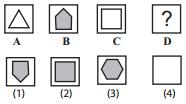 ?
A B C D
(1) (2) (3) (4)